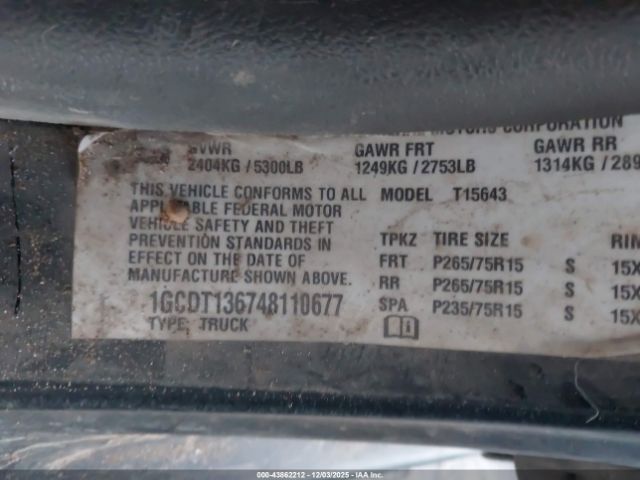 MOTORS CORPORATION
GVWR GAWR FRT GAWR RR
2404KG / 5300LB 1249KG / 2753LB 1314KG / 289
THIS VEHICLE CONFORMS TO ALL MODEL T15643
APPLICABLE FEDERAL MOTOR
VEHICLE SAFETY AND THEFT
PREVENTION STANDARDS IN TPKZ TIRE SIZE RIM
EFFECT ON THE DATE OF FRT P265/75R15 S 15X
MANUFACTURE SHOWN ABOVE. RR P265/75R15 S 15X
1GCDT136748110677 SPA P235/75R15 S 15X
TYPE: TRUCK
00-43862212 - 12/03/2025 - IAAI.COM